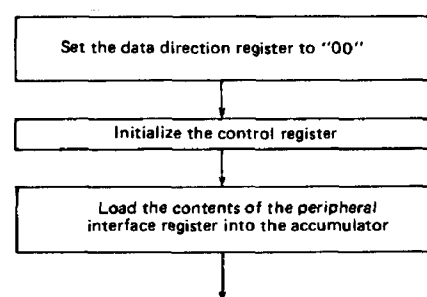 Set the data direction register to "00"
Initialize the control register
Load the contents of the peripheral
interface register into the accumulator